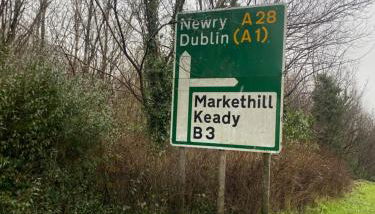 Newry A28
Dublin (A1)
Markethill
Keady
B3